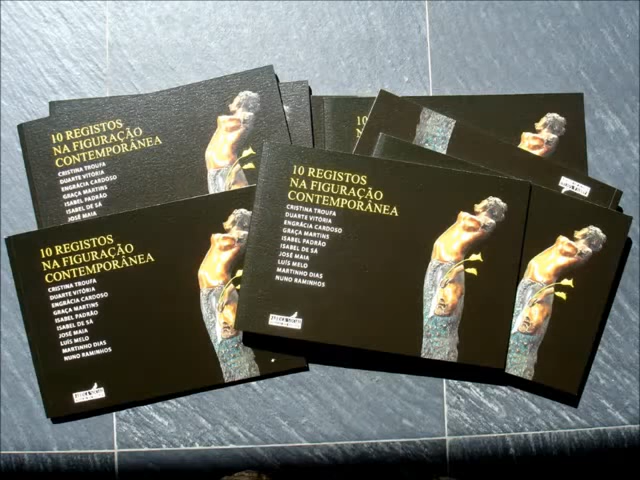 10 REGISTOS
NA FIGURAÇÃO
CONTEMPORÂNEA
CRISTINA TROUFA
DUARTE VITÓRIA
ENGRÁCIA CARDOSO
GRAÇA MARTINS
ISABEL PADRÃO
ISABEL DE SÁ
JOSÉ MAIA
10
10 REGISTOS
NA FIGURAÇÃO
CONTEMPORÂNEA
CRISTINA TROUFA
DUARTE VITÓRIA
ENGRÁCIA CARDOSO
GRAÇA MARTINS
ISABEL PADRÃO
ISABEL DE SÁ
JOSÉ MAIA
LUÍS MELO
MARTINHO DIAS
NUNO RAMINHOS
10 REGISTOS
NA FIGURAÇÃO
CONTEMPORÂNEA
CRISTINA TROUFA
DUARTE VITÓRIA
ENGRÁCIA CARDOSO
GRAÇA MARTINS
ISABEL PADRÃO
ISABEL DE SÁ
JOSÉ MAIA
LUÍS MELO
MARTINHO DIAS
NUNO RAMINHOS